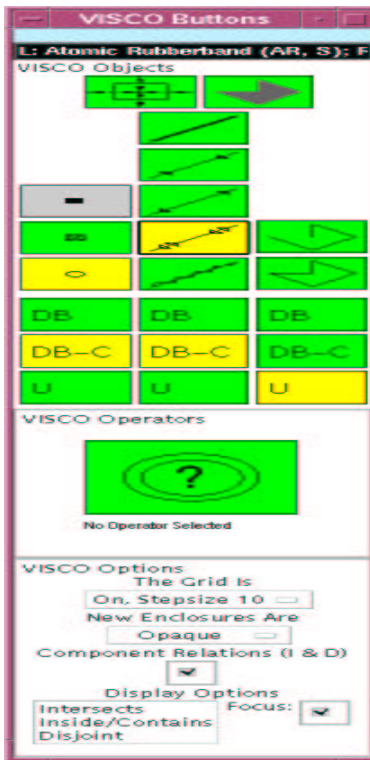 VISCO Buttons
L: Atomic Rubberband (AR, S); F
VISCO Objects
DB DB DB
DB-C DB-C DB-C
U U U
VISCO Operators
?
No Operator Selected
VISCO Options
The Grid Is
On, Stepsize 10
New Enclosures Are
Opaque
Component Relations (I & D)
Display Options
Intersects Focus:
Inside/Contains
Disjoint